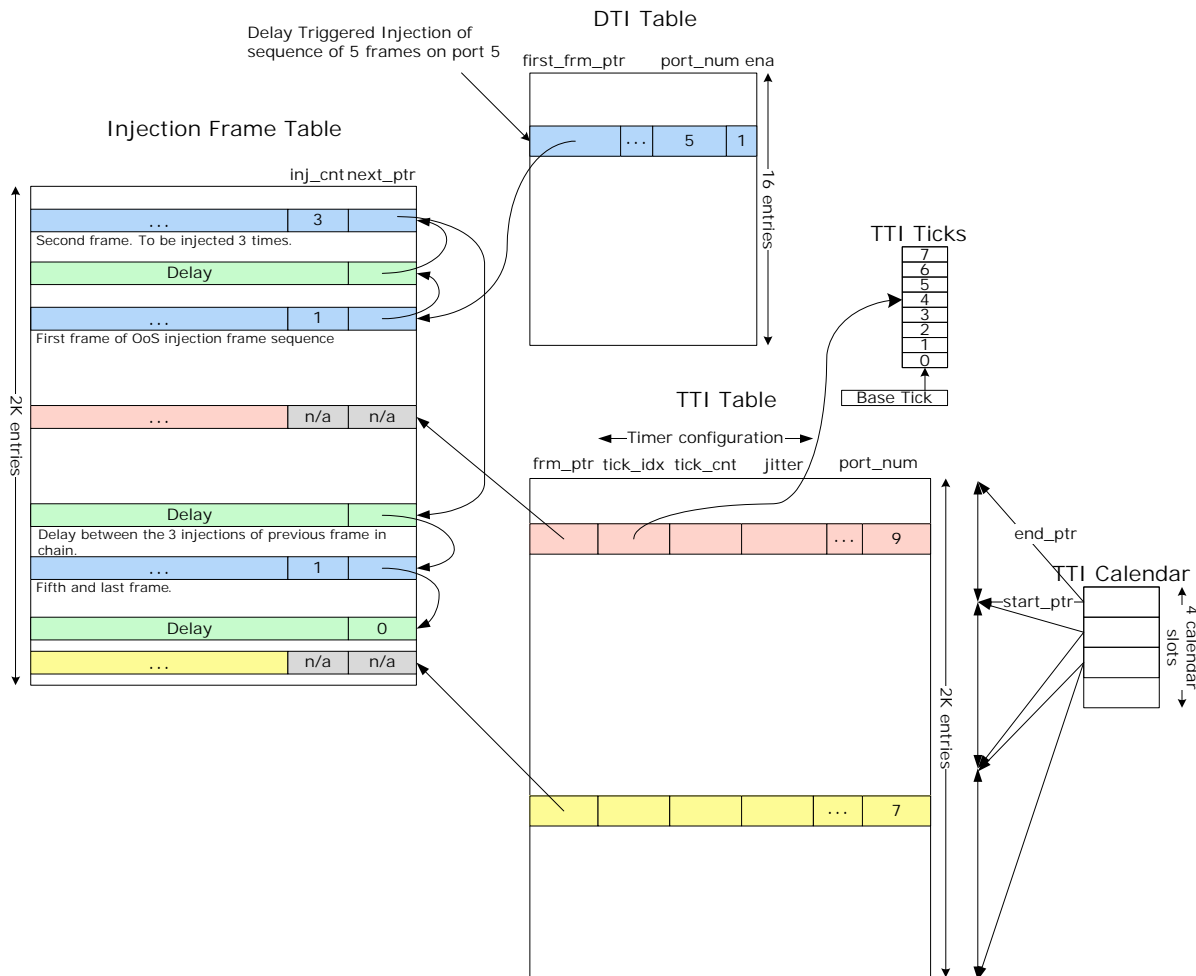 DTI Table
Delay Triggered Injection of
sequence of 5 frames on port 5
first_frm_ptr port_num ena
... 5 1
16 entries
Injection Frame Table
inj_cnt next_ptr
... 3
Second frame. To be injected 3 times.
Delay
... 1
First frame of OoS injection frame sequence
... n/a n/a
Delay
Delay between the 3 injections of previous frame in
chain.
... 1
Fifth and last frame.
Delay 0
... n/a n/a
2K entries
TTI Ticks
7
6
5
4
3
2
1
0
Base Tick
TTI Table
Timer configuration
frm_ptr tick_idx tick_cnt jitter port_num
... 9
... 7
2K entries
end_ptr
start_ptr
TTI Calendar
4 calendar
slots